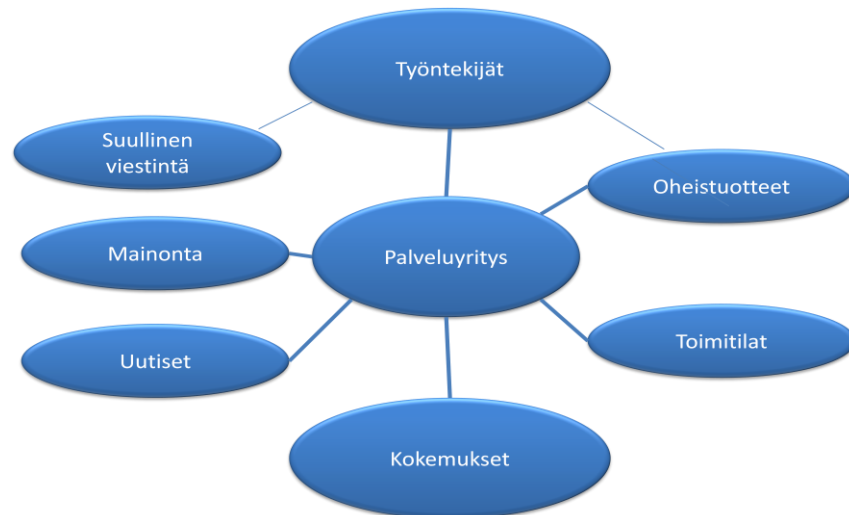 Työntekijät
Suullinen
viestintä
Oheistuotteet
Mainonta
Palveluyritys
Toimitilat
Uutiset
Kokemukset